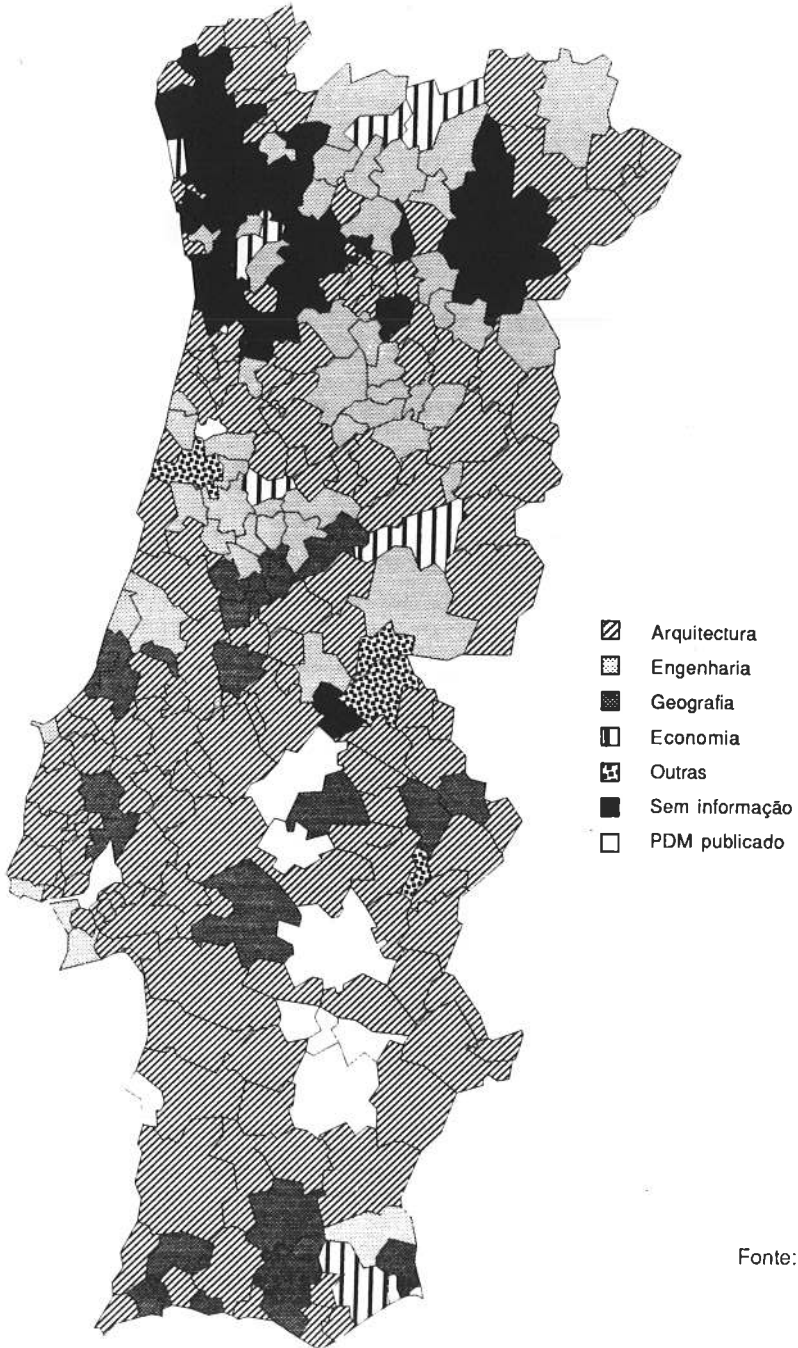 Arquitectura
Engenharia
Geografia
Economia
Outras
Sem informação
PDM publicado
Fonte: